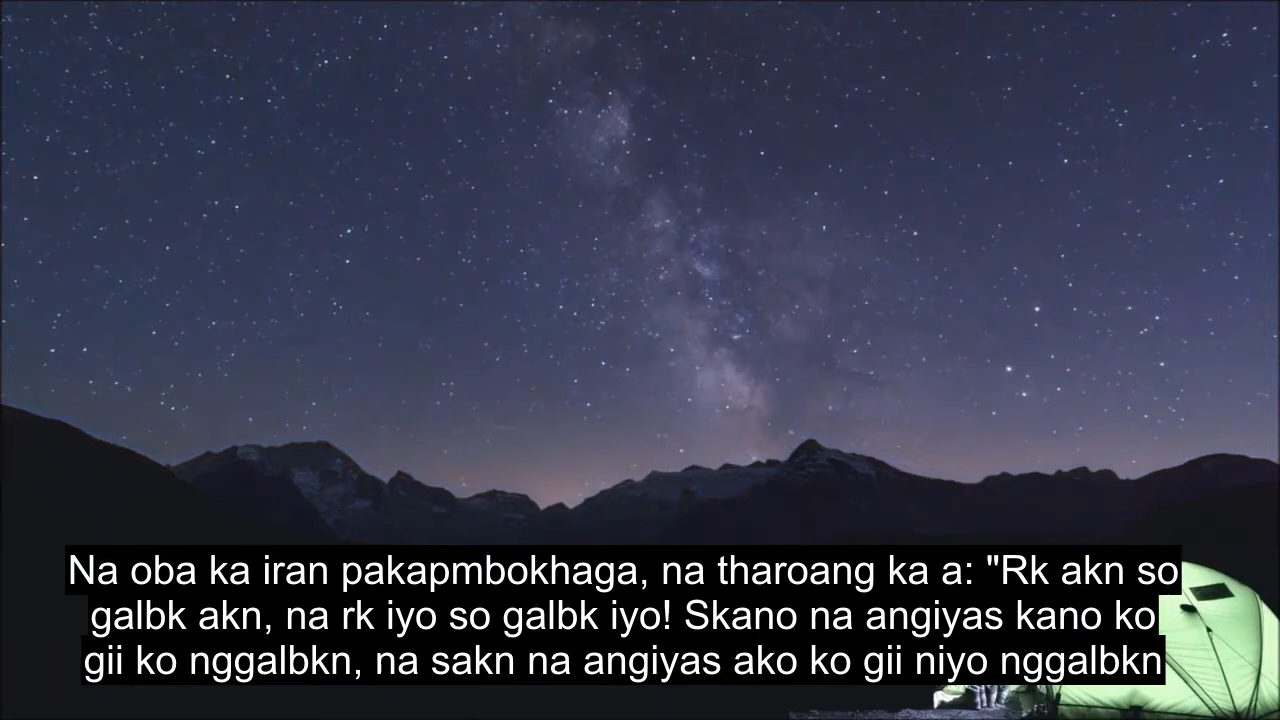 Na oba ka iran pakapmbokhaga, na tharoang ka a: "Rk akn so
galbk akn, na rk iyo so galbk iyo! Skano na angiyas kano ko
gii ko nggalbkn, na sakn na angiyas ako ko gii niyo nggalbkn